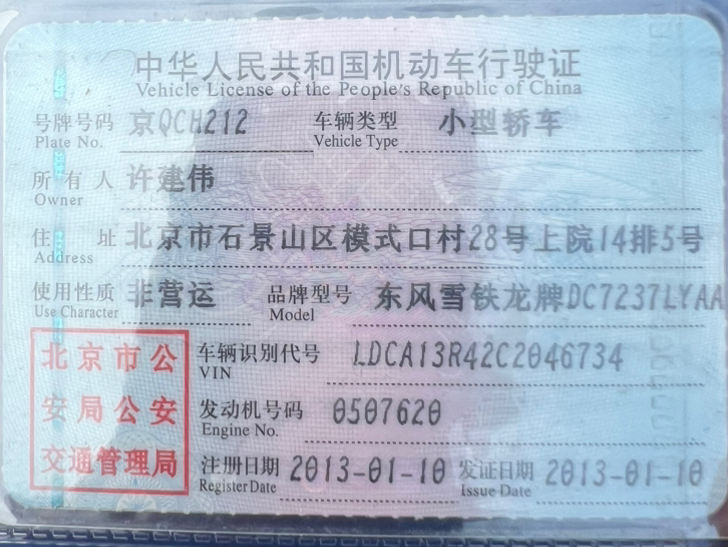 中华人民共和国机动车行驶证
Vehicle License of the People's Republic of China
号牌号码 京QCH212 车辆类型 小型轿车
Plate No. Vehicle Type
所有人 许建伟
Owner
住址 北京市石景山区模式口村28号上院14排5号
Address
使用性质 非营运 品牌型号 东风雪铁龙牌DC7237LYAA
Use Character Model
北京市公 车辆识别代号 LDCA13R42C2046734
VIN
安局公安 发动机号码 0507620
Engine No.
交通管理局 注册日期 2013-01-10 发证日期 2013-01-10
Register Date Issue Date